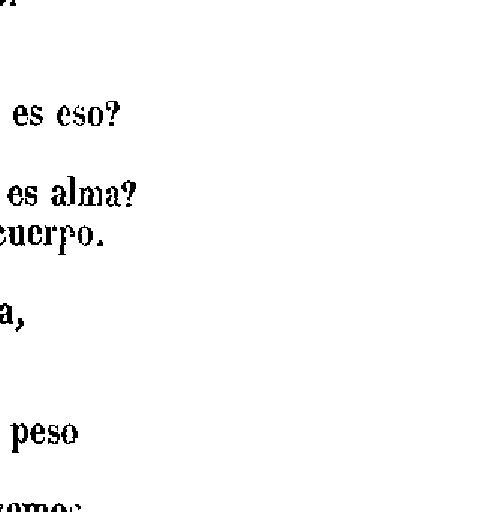 es eso?
es alma?
cuerpo.
a,
peso